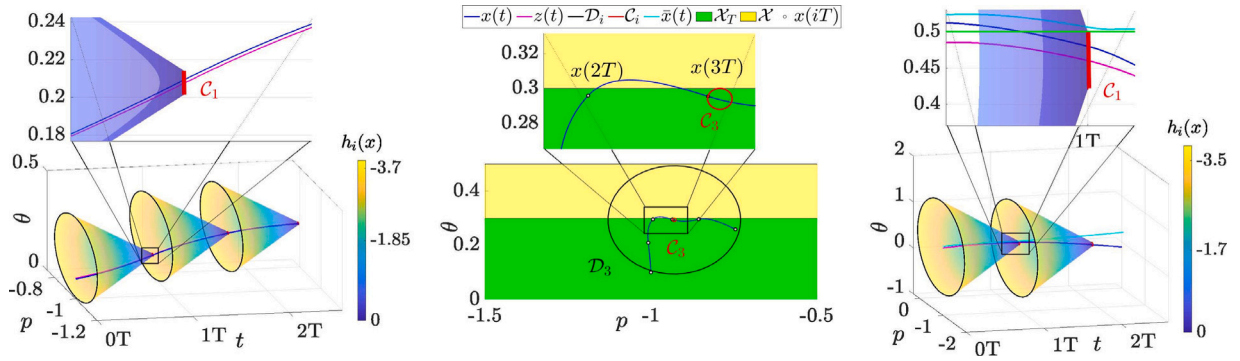 x(t) z(t) 𝒟ᵢ 𝒞ᵢ x̄(t) 𝒳_T 𝒳 x(iT)
0.24
0.22
0.2
0.18
𝒞₁
hᵢ(x)
-3.7
-1.85
0
0.5
θ
0
-0.8
-1
-1.2
p
0T
1T
t
2T
0.32
0.3
0.28
x(2T)
x(3T)
𝒞₃
0.4
θ
0.2
0
𝒟₃
𝒞₃
-1.5
p
-1
-0.5
0.5
0.45
0.4
𝒞₁
1T
hᵢ(x)
-3.5
-1.7
0
2
1
θ
0
-1
0
-1
-2
p
0T
1T
t
2T